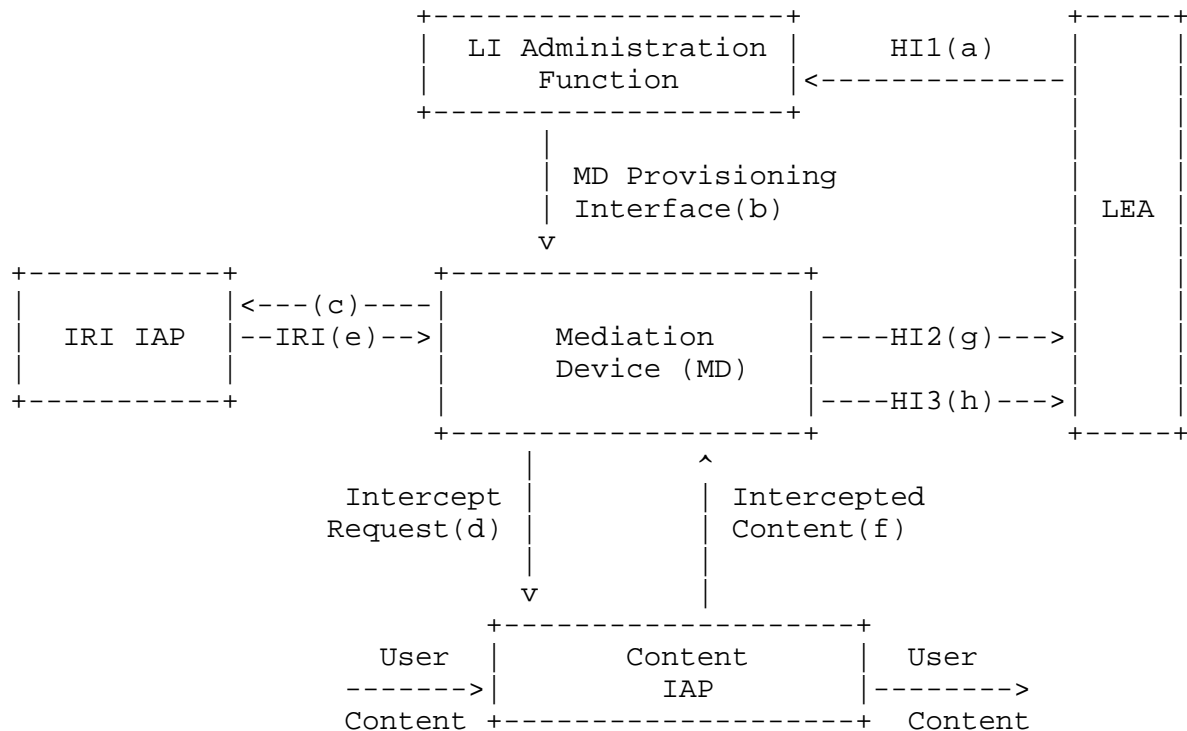 LI Administration HI1(a)
Function
MD Provisioning
Interface(b) LEA
(c)
IRI IAP IRI(e) Mediation HI2(g)
Device (MD)
HI3(h)
Intercept Intercepted
Request(d) Content(f)
User Content User
IAP
Content Content